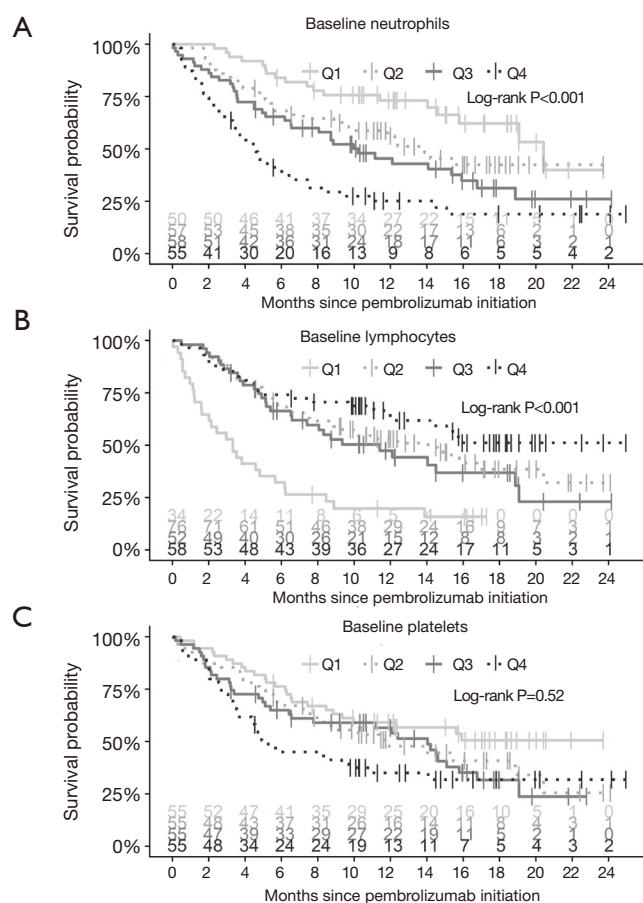 A
Baseline neutrophils
100%
Q1 Q2 Q3 Q4
75%
Log-rank P<0.001
50%
25%
0%
Survival probability
50 50 46 41 37 34 27 22 15 5 1 0
57 53 45 38 35 30 22 17 13 6 2 1 0
58 51 42 36 31 24 18 17 11 6 3 2 1
55 41 30 20 16 13 9 8 6 5 5 4 2
0 2 4 6 8 10 12 14 16 18 20 22 24
Months since pembrolizumab initiation
B
Baseline lymphocytes
100%
Q1 Q2 Q3 Q4
75%
Log-rank P<0.001
50%
25%
0%
Survival probability
34 22 14 11 8 6 5 0 0 0 0
76 71 61 51 46 38 29 24 16 9 7 3 1
52 49 40 30 26 21 15 12 8 8 3 2 1
58 53 48 43 39 36 27 24 17 11 5 3 1
0 2 4 6 8 10 12 14 16 18 20 22 24
Months since pembrolizumab initiation
C
Baseline platelets
100%
Q1 Q2 Q3 Q4
75%
Log-rank P=0.52
50%
25%
0%
Survival probability
55 52 47 41 35 29 25 20 16 10 5 1 0
55 48 43 37 31 26 18 14 11 8 4 3 1
55 47 39 33 29 27 22 19 11 5 2 1 0
55 48 34 24 24 19 13 11 7 5 4 3 2
0 2 4 6 8 10 12 14 16 18 20 22 24
Months since pembrolizumab initiation